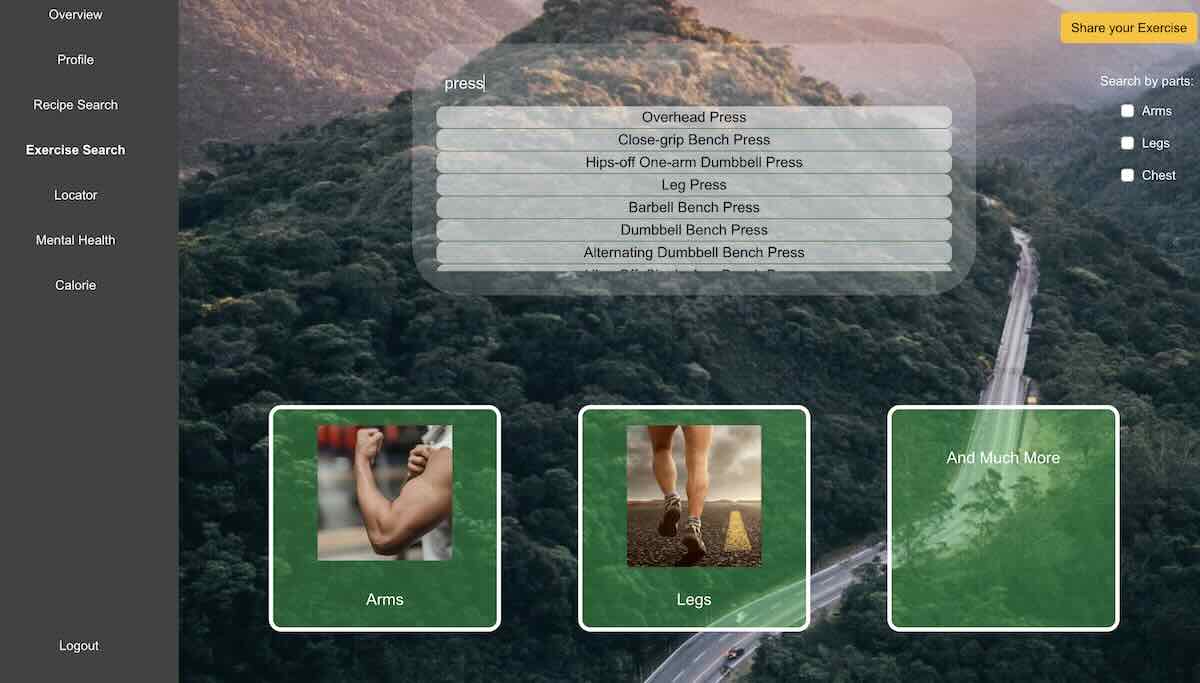 Overview
Profile
Recipe Search
Exercise Search
Locator
Mental Health
Calorie
Logout
press
Overhead Press
Close-grip Bench Press
Hips-off One-arm Dumbbell Press
Leg Press
Barbell Bench Press
Dumbbell Bench Press
Alternating Dumbbell Bench Press
Share your Exercise
Search by parts:
Arms
Legs
Chest
Arms
Legs
And Much More